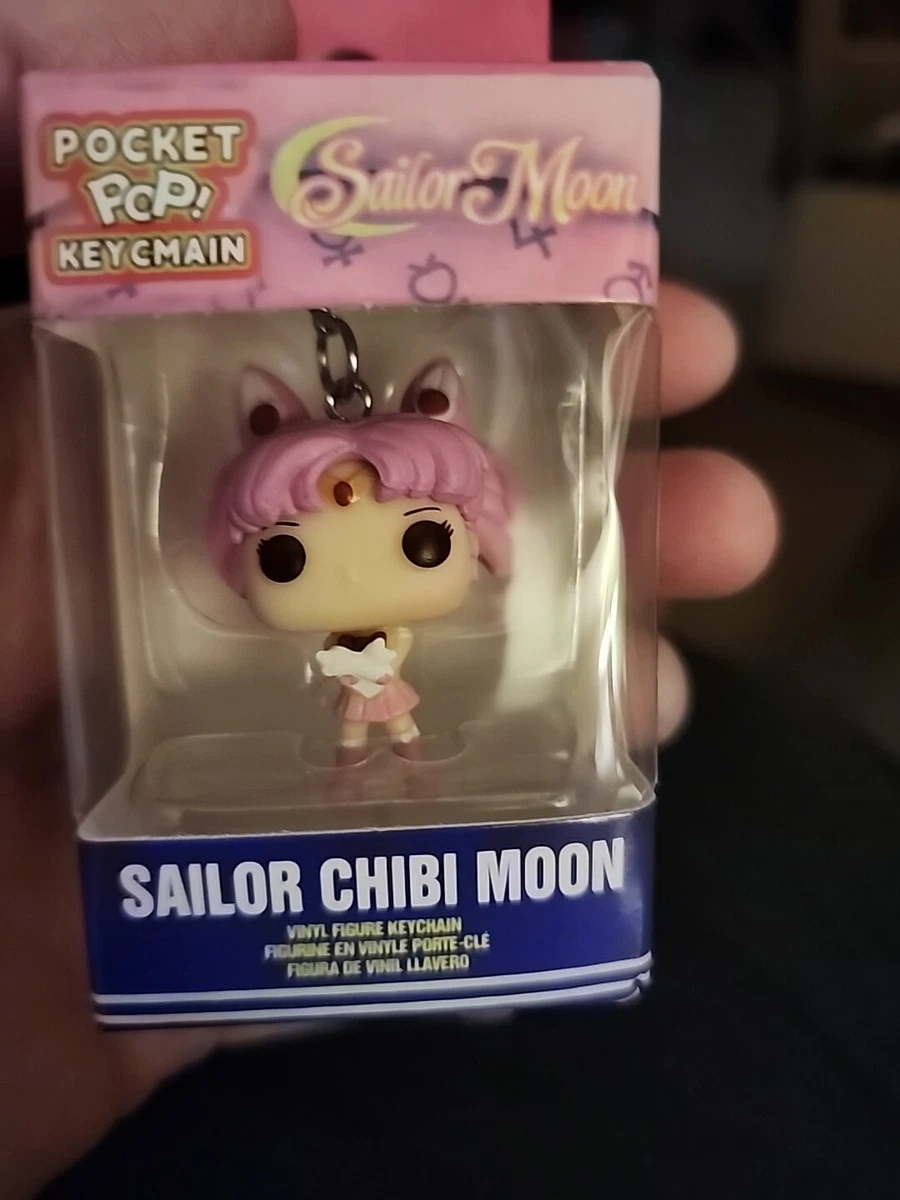 POCKET
POP!
KEYCHAIN
Sailor Moon
SAILOR CHIBI MOON
VINYL FIGURE KEYCHAIN
FIGURINE EN VINYLE PORTE-CLÉ
FIGURA DE VINIL LLAVERO